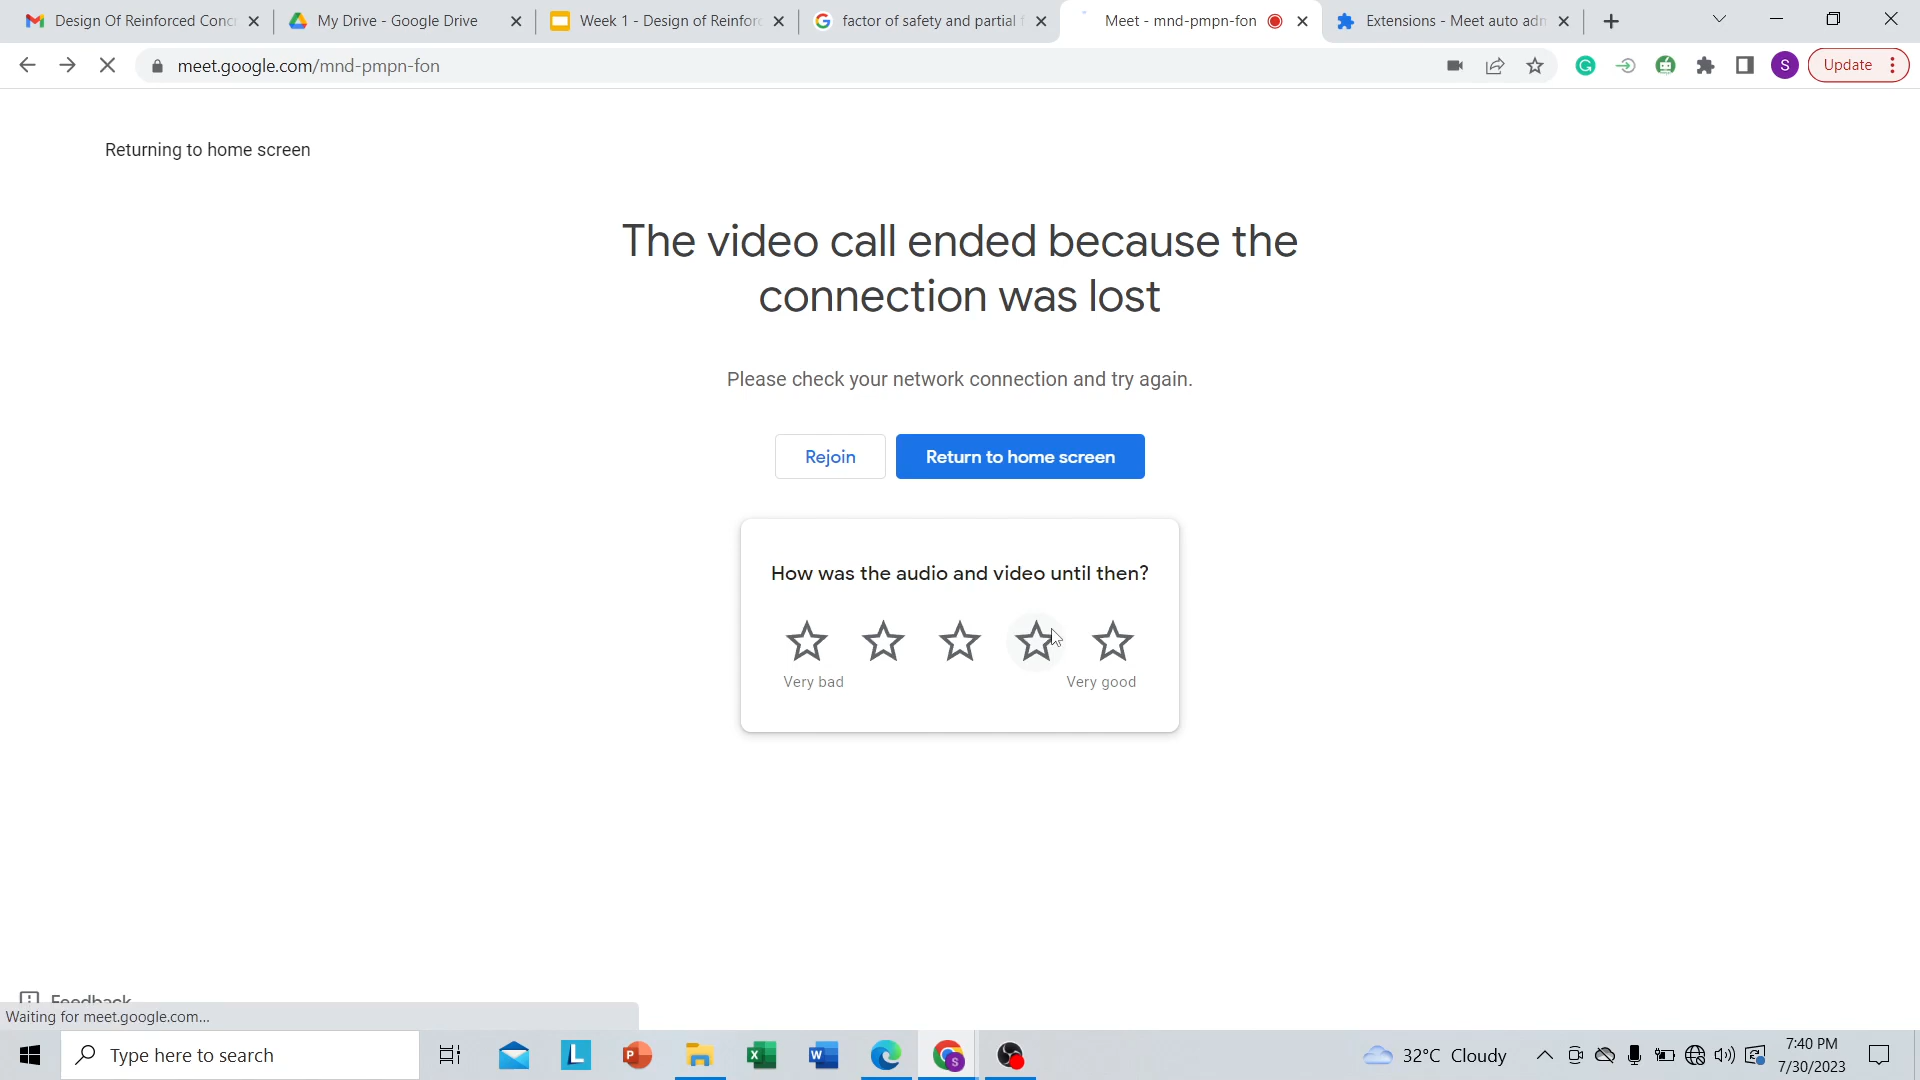 Design Of Reinforced Conc
My Drive - Google Drive
Week 1 - Design of Reinforc
factor of safety and partial f
Meet - mnd-pmpn-fon
Extensions - Meet auto adm
meet.google.com/mnd-pmpn-fon
S
Update
Returning to home screen
The video call ended because the
connection was lost
Please check your network connection and try again.
Rejoin
Return to home screen
How was the audio and video until then?
Very bad
Very good
Feedback
Waiting for meet.google.com...
Type here to search
32°C Cloudy
7:40 PM
7/30/2023